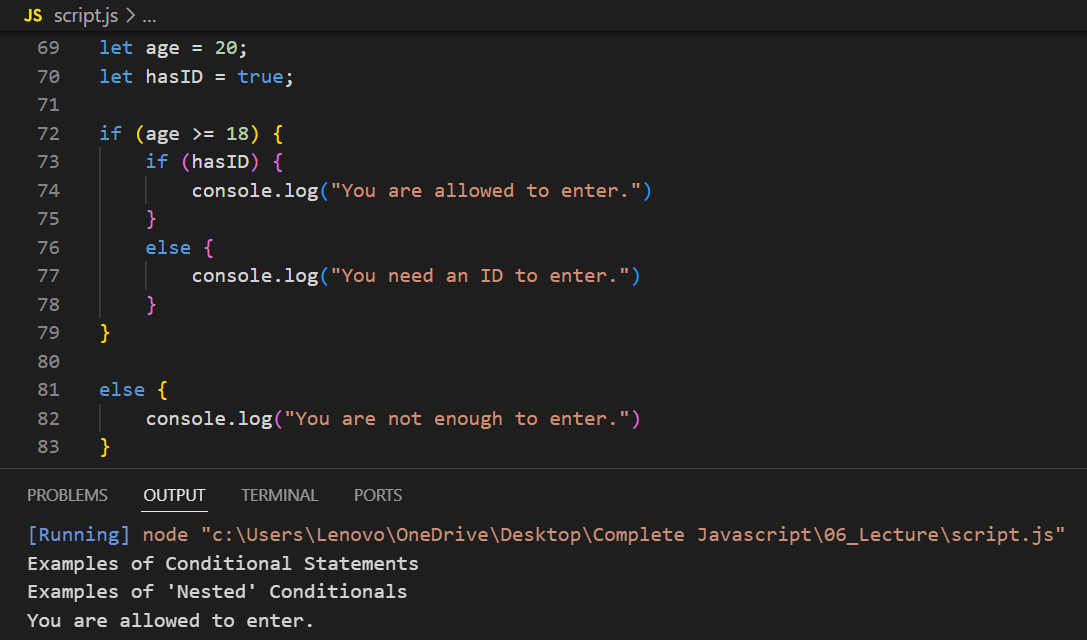 JS script.js > ...
69 let age = 20;
70 let hasID = true;
71
72 if (age >= 18) {
73     if (hasID) {
74         console.log("You are allowed to enter.")
75     }
76     else {
77         console.log("You need an ID to enter.")
78     }
79 }
80
81 else {
82     console.log("You are not enough to enter.")
83 }
PROBLEMS OUTPUT TERMINAL PORTS
[Running] node "c:\Users\Lenovo\OneDrive\Desktop\Complete Javascript\06_Lecture\script.js"
Examples of Conditional Statements
Examples of 'Nested' Conditionals
You are allowed to enter.